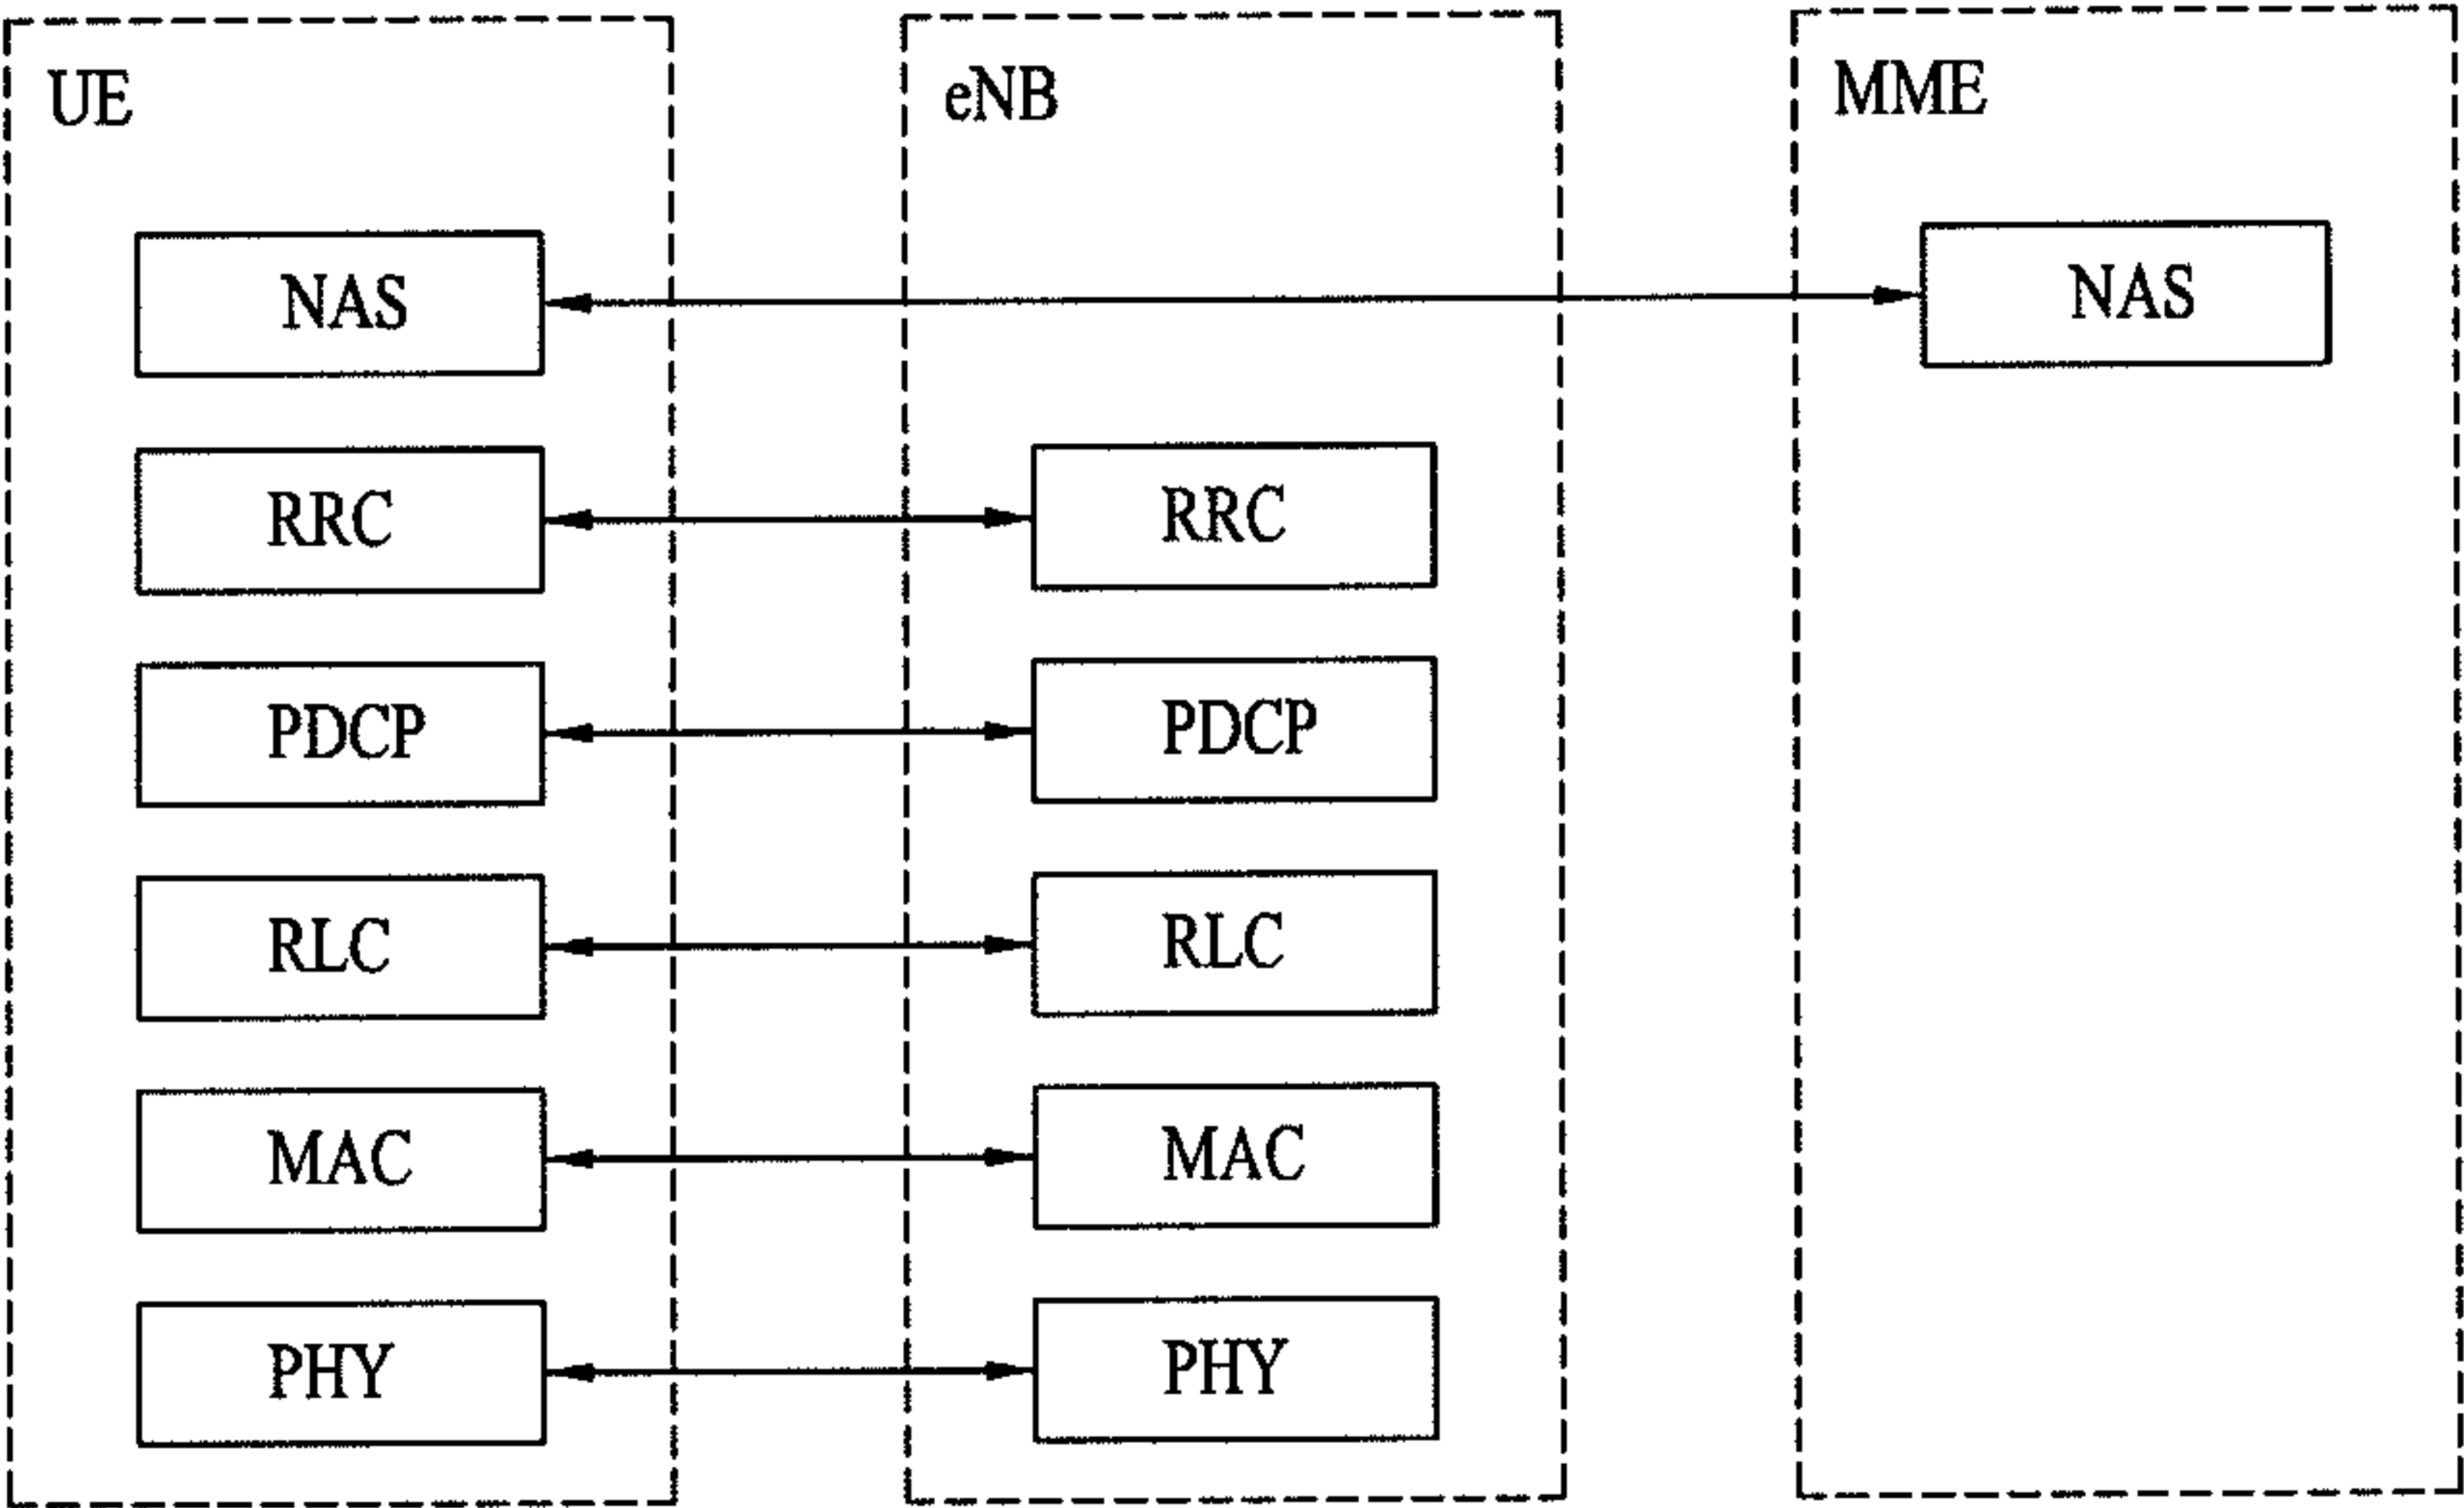 UE
eNB
MME
NAS
NAS
RRC
RRC
PDCP
PDCP
RLC
RLC
MAC
MAC
PHY
PHY